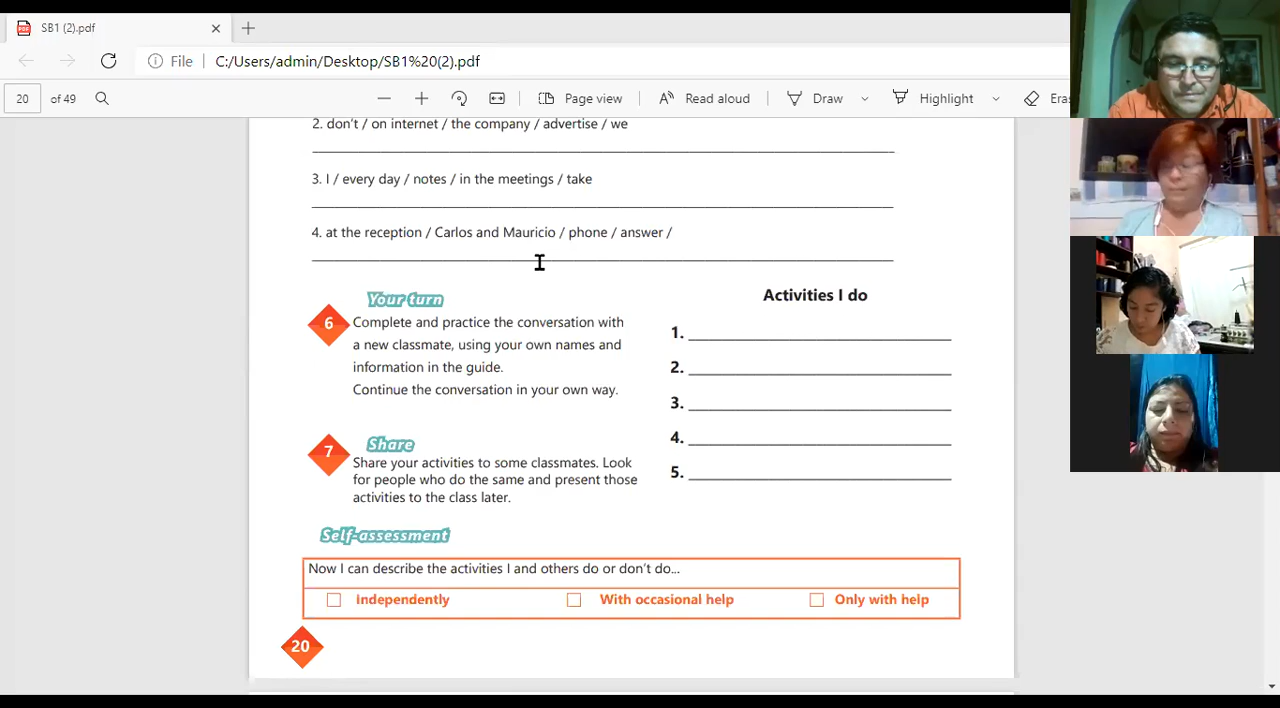 SB1 (2).pdf
File
C:/Users/admin/Desktop/SB1%20(2).pdf
20 of 49
Page view
Read aloud
Draw
Highlight
Eras
2. don't / on internet / the company / advertise / we
3. I / every day / notes / in the meetings / take
4. at the reception / Carlos and Mauricio / phone / answer /
6
Your turn
Complete and practice the conversation with
a new classmate, using your own names and
information in the guide.
Continue the conversation in your own way.
7
Share
Share your activities to some classmates. Look
for people who do the same and present those
activities to the class later.
Activities I do
1.
2.
3.
4.
5.
Self-assessment
Now I can describe the activities I and others do or don't do...
Independently
With occasional help
Only with help
20